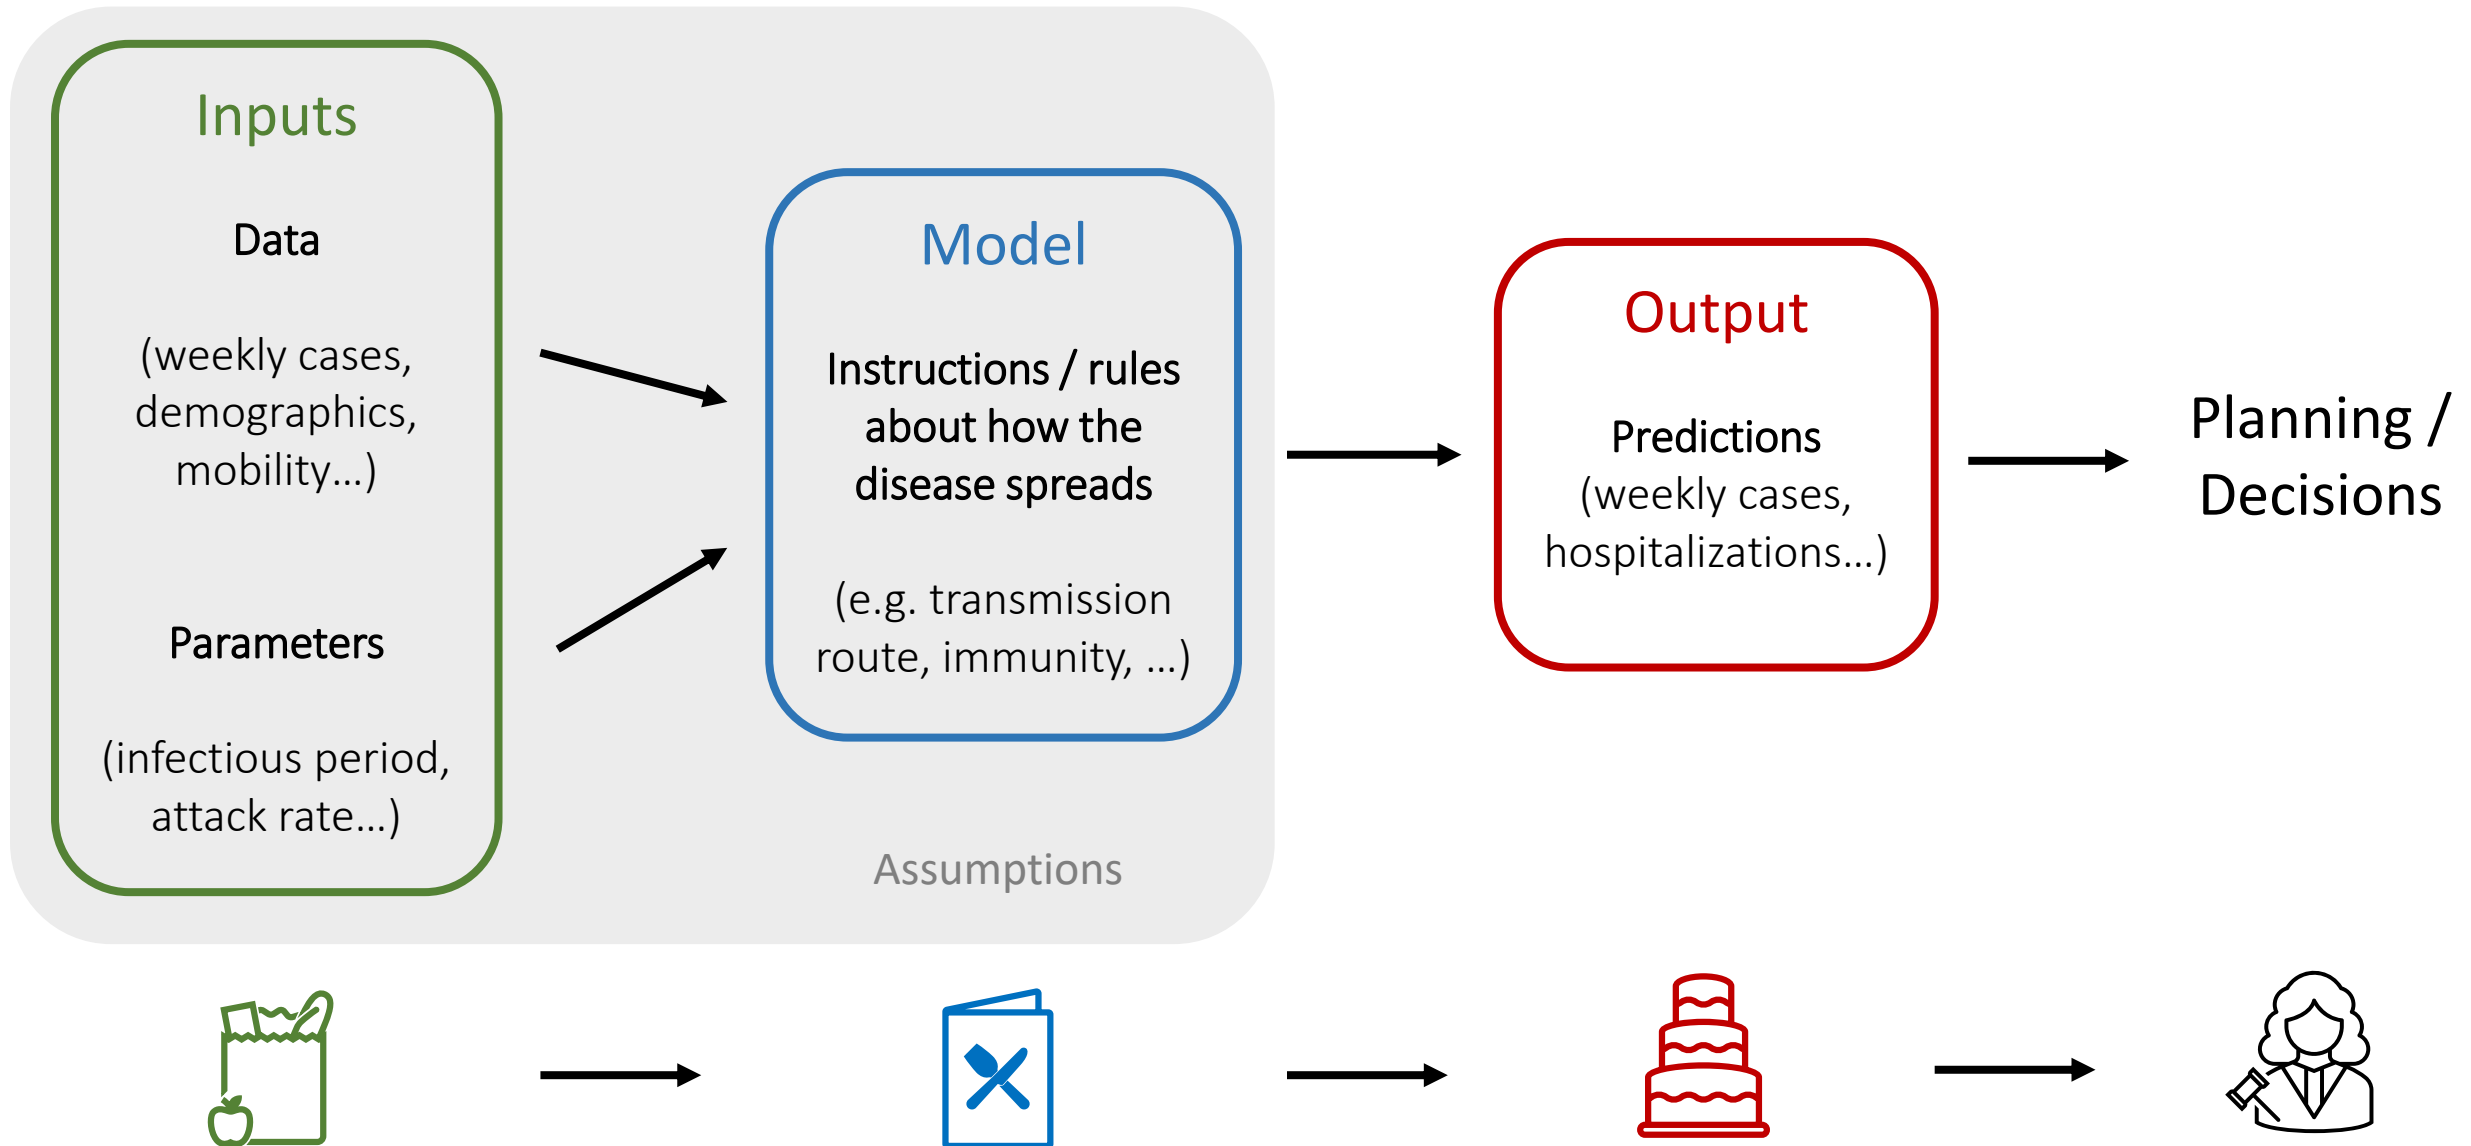 Inputs
Data
(weekly cases,
demographics,
mobility...)
Parameters
(infectious period,
attack rate...)
Model
Instructions / rules
about how the
disease spreads
(e.g. transmission
route, immunity, ...)
Assumptions
Output
Predictions
(weekly cases,
hospitalizations...)
Planning /
Decisions